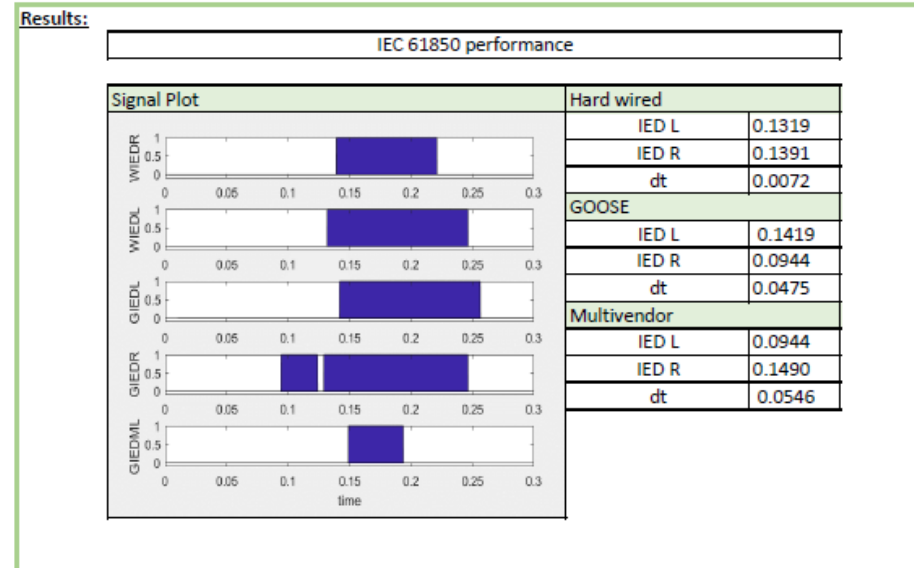 Results:
IEC 61850 performance
Signal Plot
WIEDR
1
0.5
0
0 0.05 0.1 0.15 0.2 0.25 0.3
WIEDL
1
0.5
0
0 0.05 0.1 0.15 0.2 0.25 0.3
GIEDL
1
0.5
0
0 0.05 0.1 0.15 0.2 0.25 0.3
GIEDR
1
0.5
0
0 0.05 0.1 0.15 0.2 0.25 0.3
GIEDML
1
0.5
0
0 0.05 0.1 0.15 0.2 0.25 0.3
time
Hard wired
IED L 0.1319
IED R 0.1391
dt 0.0072
GOOSE
IED L 0.1419
IED R 0.0944
dt 0.0475
Multivendor
IED L 0.0944
IED R 0.1490
dt 0.0546